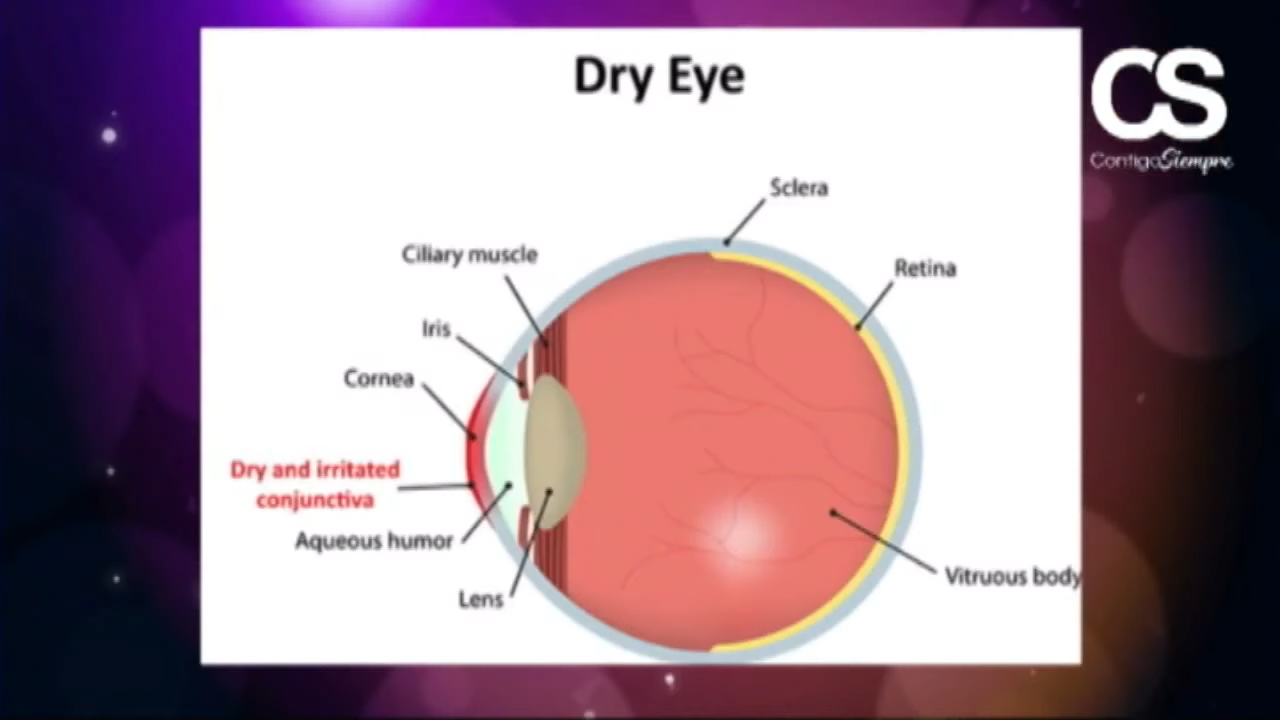 Dry Eye
CS
ContigoSiempre
Sclera
Ciliary muscle
Retina
Iris
Cornea
Dry and irritated
conjunctiva
Aqueous humor
Vitruous body
Lens